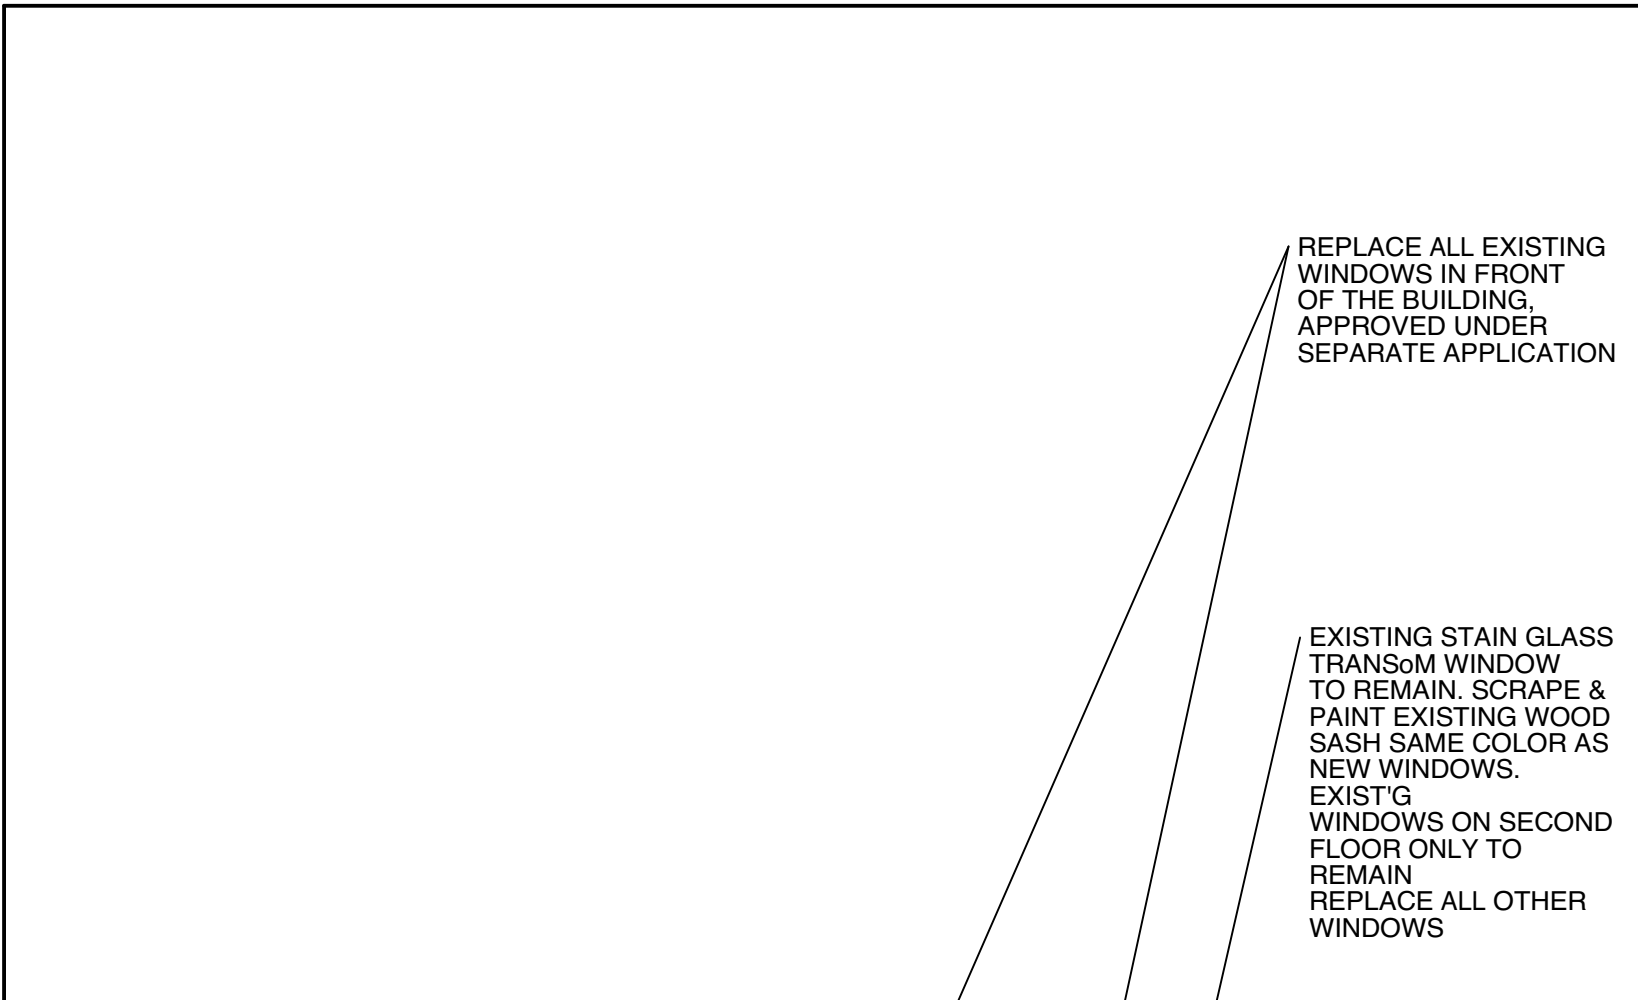 REPLACE ALL EXISTING
WINDOWS IN FRONT
OF THE BUILDING,
APPROVED UNDER
SEPARATE APPLICATION
EXISTING STAIN GLASS
TRANSoM WINDOW
TO REMAIN. SCRAPE &
PAINT EXISTING WOOD
SASH SAME COLOR AS
NEW WINDOWS.
EXIST'G
WINDOWS ON SECOND
FLOOR ONLY TO
REMAIN
REPLACE ALL OTHER
WINDOWS